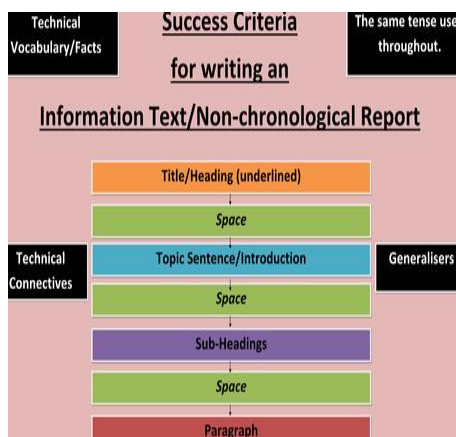 Technical
Vocabulary/Facts
Success Criteria
for writing an
Information Text/Non-chronological Report
The same tense use
throughout.
Title/Heading (underlined)
Space
Topic Sentence/Introduction
Space
Sub-Headings
Space
Paragraph
Technical
Connectives
Generalisers